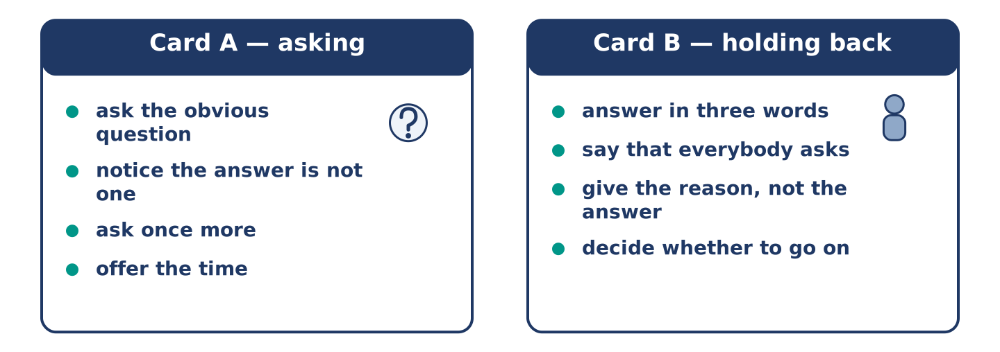 Card A — asking
ask the obvious
question
notice the answer is not
one
ask once more
offer the time
Card B — holding back
answer in three words
say that everybody asks
give the reason, not the
answer
decide whether to go on